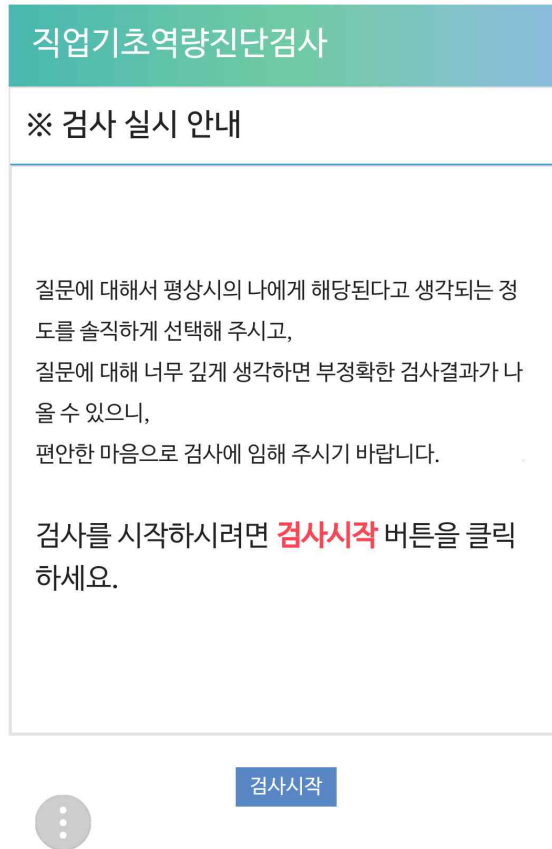 직업기초역량진단검사
※ 검사 실시 안내
질문에 대해서 평상시의 나에게 해당된다고 생각되는 정
도를 솔직하게 선택해 주시고,
질문에 대해 너무 깊게 생각하면 부정확한 검사결과가 나
올 수 있으니,
편안한 마음으로 검사에 임해 주시기 바랍니다.
검사를 시작하시려면 검사시작 버튼을 클릭
하세요.
검사시작